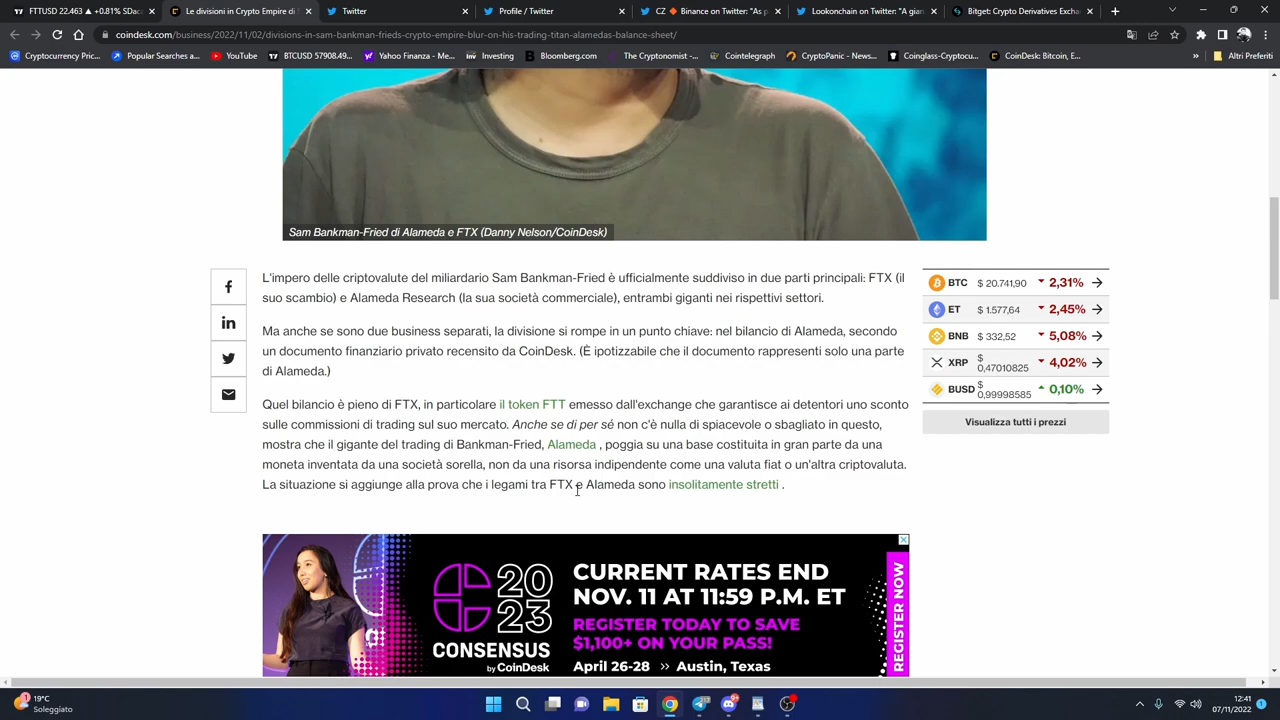 FTTUSD 22.463 ▲ +0.81% SDax
Le divisioni
Twitter
Twitter
CZ
Binance on Twitter: "As p
CoinDesk on Twitter: "A gian
Crypto Derivatives Exchange
coindesk.com/business/2022/11/02/divisions-in-sam-bankman-frieds-crypto-empire-blur-on-his-trading-titan-alamedas-balance-sheet/
Cryptocurrency Pric...
Popular Searches a...
YouTube
BTCUSD 57908.49...
Yahoo Finanza - Me...
inv Investing
Bloomberg.com
The Cryptonomist -...
Cointelegraph
CryptoPanic - News...
Coinglass-Cryptocu...
CoinDesk: Bitcoin, E...
»
Altri Preferiti
Sam Bankman-Fried di Alameda e FTX (Danny Nelson/CoinDesk)
L'impero delle criptovalute del miliardario Sam Bankman-Fried è ufficialmente suddiviso in due parti principali: FTX (il
suo scambio) e Alameda Research (la sua società commerciale), entrambi giganti nei rispettivi settori.
Ma anche se sono due business separati, la divisione si rompe in un punto chiave: nel bilancio di Alameda, secondo
un documento finanziario privato recensito da CoinDesk. (È ipotizzabile che il documento rappresenti solo una parte
di Alameda.)
Quel bilancio è pieno di FTX, in particolare il token FTT emesso dall'exchange che garantisce ai detentori uno sconto
sulle commissioni di trading sul suo mercato. Anche se di per sé non c'è nulla di spiacevole o sbagliato in questo,
mostra che il gigante del trading di Bankman-Fried, Alameda , poggia su una base costituita in gran parte da una
moneta inventata da una società sorella, non da una risorsa indipendente come una valuta fiat o un'altra criptovaluta.
La situazione si aggiunge alla prova che i legami tra FTX e Alameda sono insolitamente stretti .
BTC $ 20.741,90 2,31%
ET $ 1.577,64 2,45%
BNB $ 332,52 5,08%
XRP $ 0,47010825 4,02%
BUSD $ 0,99998585 0,10%
Visualizza tutti i prezzi
2023
CONSENSUS
by CoinDesk
CURRENT RATES END
NOV. 11 AT 11:59 P.M. ET
REGISTER TODAY TO SAVE
$1,100+ ON YOUR PASS!
April 26-28 » Austin, Texas
REGISTER NOW
19°C
Soleggiato
12:41
07/11/2022